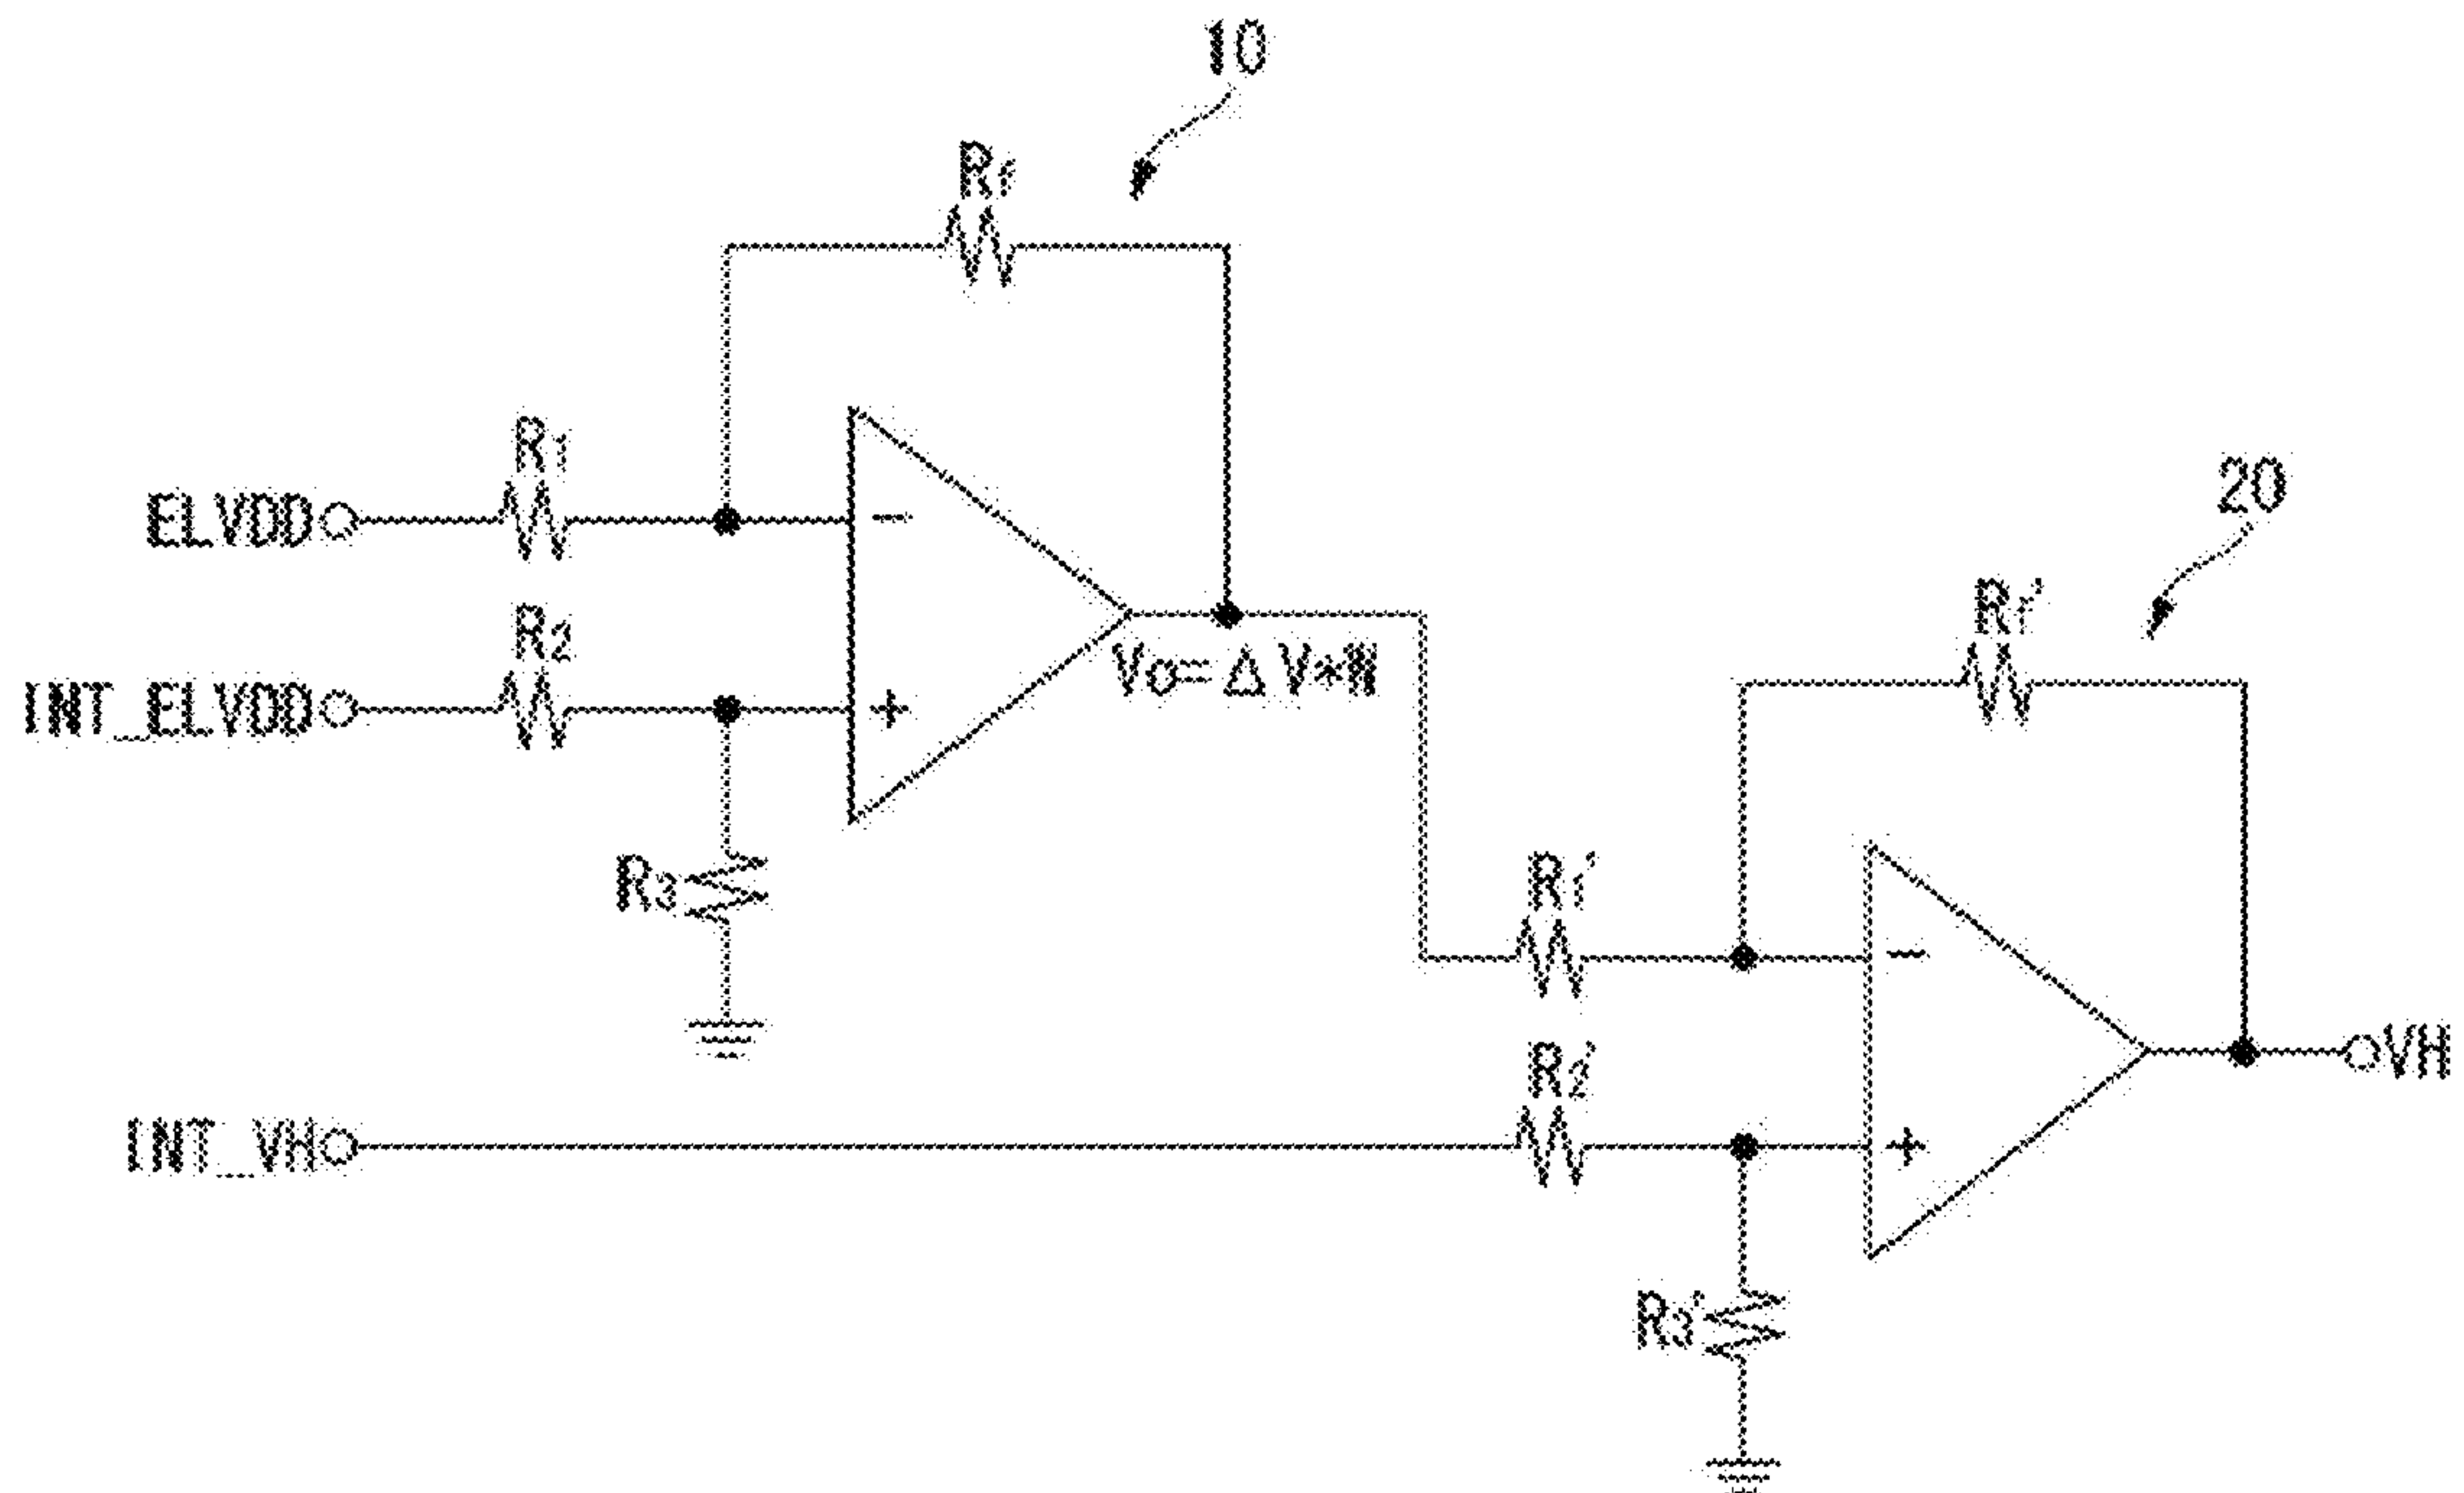 10
Rf
R1
ELVDD
20
R2
Rf'
INT_ELVDD
Vo=ΔV*W
R3
R1'
R2'
VH
INT_VH
R3'